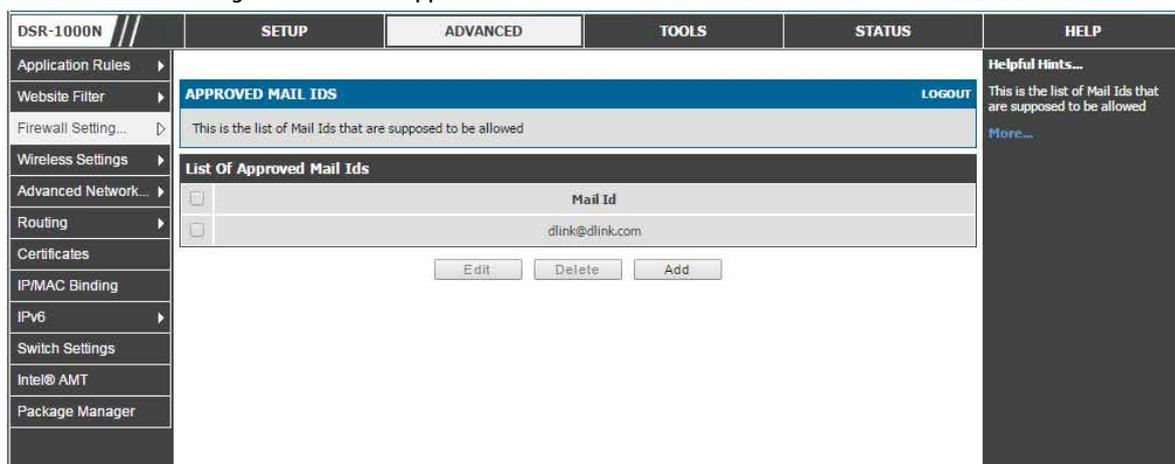 DSR-1000N
SETUP
ADVANCED
TOOLS
STATUS
HELP
Application Rules
Website Filter
Firewall Setting...
Wireless Settings
Advanced Network...
Routing
Certificates
IP/MAC Binding
IPv6
Switch Settings
Intel® AMT
Package Manager
APPROVED MAIL IDS
LOGOUT
This is the list of Mail Ids that are supposed to be allowed
List Of Approved Mail Ids
Mail Id
dlink@dlink.com
Edit
Delete
Add
Helpful Hints...
This is the list of Mail Ids that
are supposed to be allowed
More...